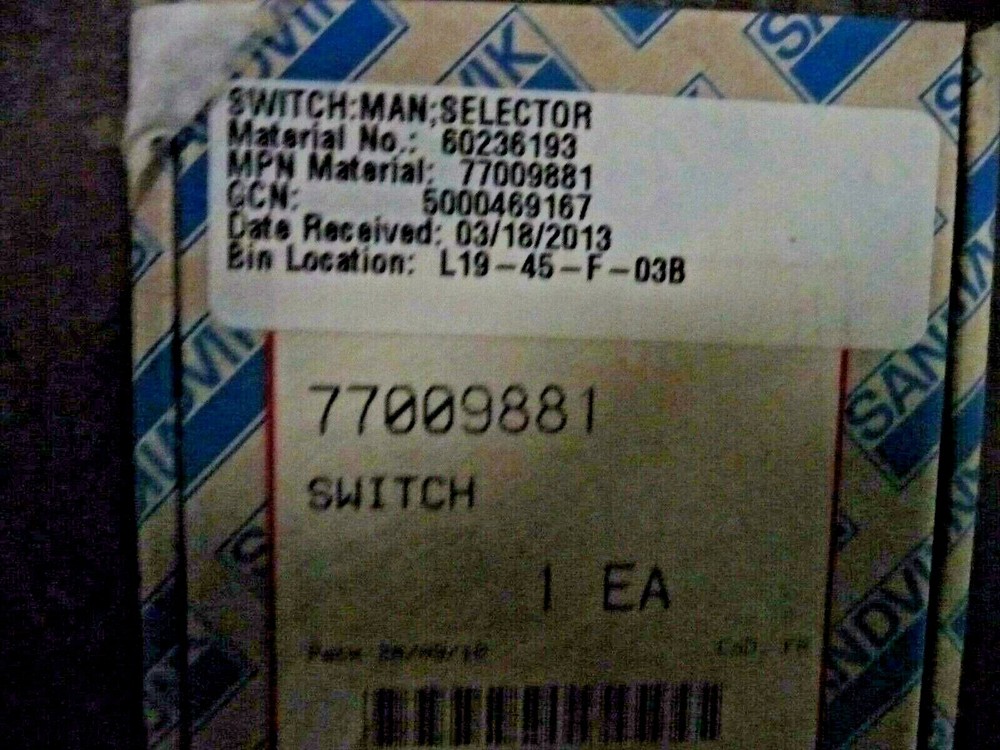 SANDVIK
SWITCH:MAN;SELECTOR
Material No.: 60236193
MPN Material: 77009881
GCN: 5000469167
Date Received: 03/18/2013
Bin Location: L19-45-F-03B
77009881
SWITCH
1 EA